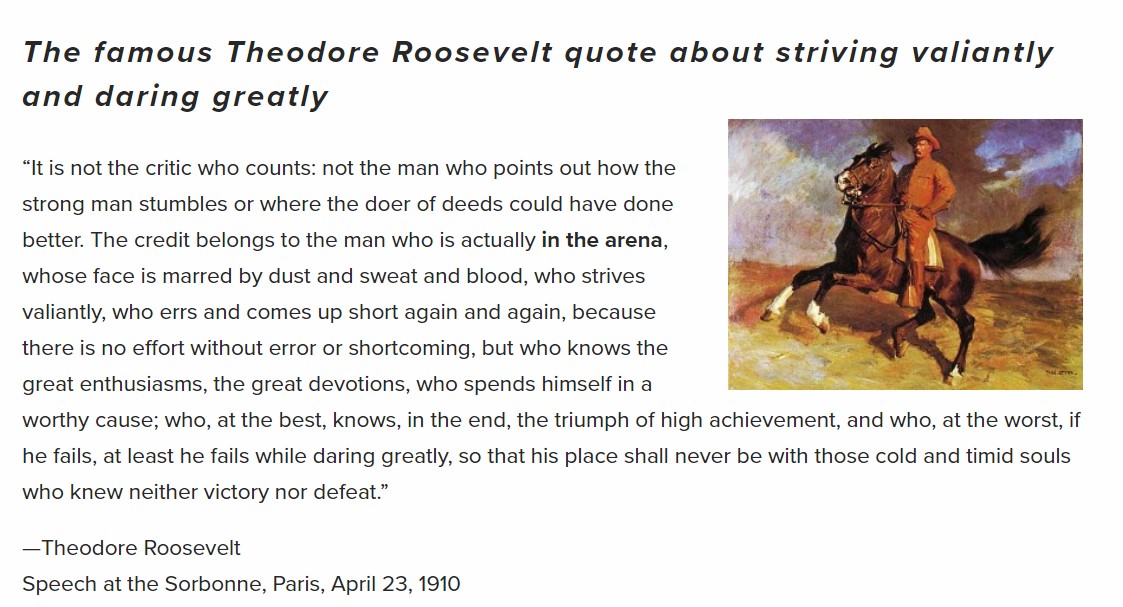 The famous Theodore Roosevelt quote about striving valiantly
and daring greatly
“It is not the critic who counts: not the man who points out how the
strong man stumbles or where the doer of deeds could have done
better. The credit belongs to the man who is actually in the arena,
whose face is marred by dust and sweat and blood, who strives
valiantly, who errs and comes up short again and again, because
there is no effort without error or shortcoming, but who knows the
great enthusiasms, the great devotions, who spends himself in a
worthy cause; who, at the best, knows, in the end, the triumph of high achievement, and who, at the worst, if
he fails, at least he fails while daring greatly, so that his place shall never be with those cold and timid souls
who knew neither victory nor defeat.”
—Theodore Roosevelt
Speech at the Sorbonne, Paris, April 23, 1910